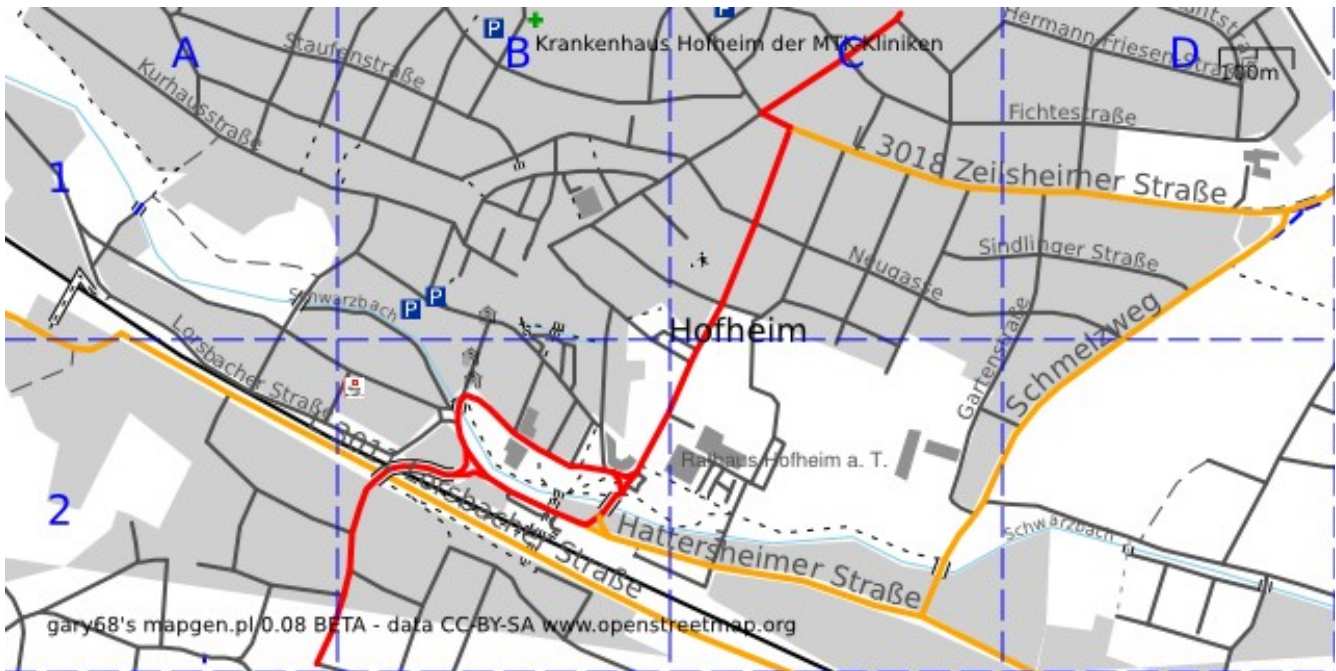 A
B
C
D
P
P
Krankenhaus Hofheim der MTK-Kliniken
Staufenstraße
Kurhausstraße
Hermann-Friesen-Straße
100m
Fichtestraße
L 3018 Zeilsheimer Straße
1
Sindlinger Straße
Neugasse
Schwarzbach
P
P
Hofheim
Lorsbacher Straße
Gartenstraße
Schmelzweg
L 3011 Lorsbacher Straße
Rathaus Hofheim a. T.
2
Hattersheimer Straße
Schwarzbach
gary68's mapgen.pl 0.08 BETA - data CC-BY-SA www.openstreetmap.org